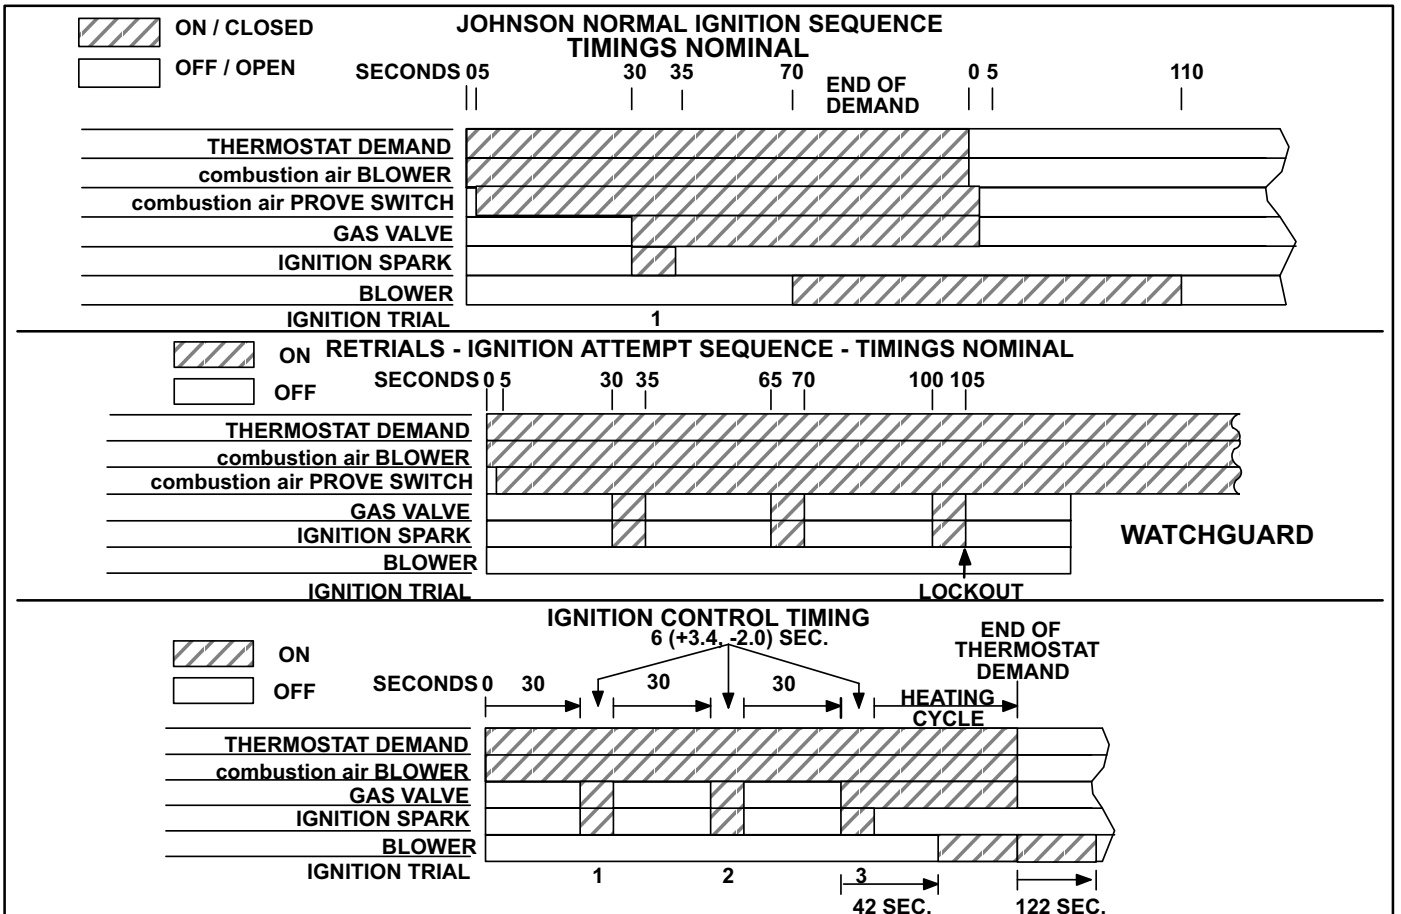 ON / CLOSED
OFF / OPEN
JOHNSON NORMAL IGNITION SEQUENCE
TIMINGS NOMINAL
SECONDS 0 5 30 35 70 END OF DEMAND 0 5 110
THERMOSTAT DEMAND
combustion air BLOWER
combustion air PROVE SWITCH
GAS VALVE
IGNITION SPARK
BLOWER
IGNITION TRIAL 1
ON
OFF
RETRIALS - IGNITION ATTEMPT SEQUENCE - TIMINGS NOMINAL
SECONDS 0 5 30 35 65 70 100 105
THERMOSTAT DEMAND
combustion air BLOWER
combustion air PROVE SWITCH
GAS VALVE
IGNITION SPARK
WATCHGUARD
BLOWER
IGNITION TRIAL
LOCKOUT
IGNITION CONTROL TIMING
6 (+3.4, -2.0) SEC.
ON
OFF
END OF
THERMOSTAT
DEMAND
SECONDS 0 30 30 30
HEATING
CYCLE
THERMOSTAT DEMAND
combustion air BLOWER
GAS VALVE
IGNITION SPARK
BLOWER
IGNITION TRIAL 1 2 3
42 SEC. 122 SEC.